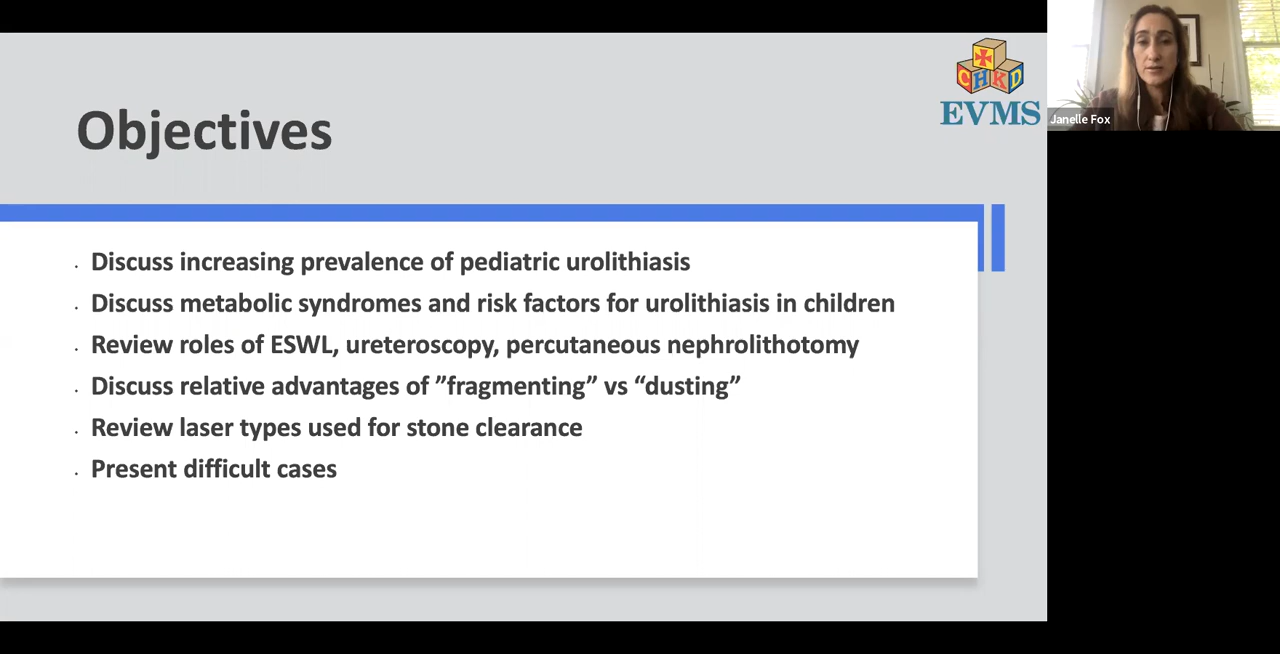 Objectives
CHKD
EVMS
Janelle Fox
Discuss increasing prevalence of pediatric urolithiasis
Discuss metabolic syndromes and risk factors for urolithiasis in children
Review roles of ESWL, ureteroscopy, percutaneous nephrolithotomy
Discuss relative advantages of ”fragmenting” vs “dusting”
Review laser types used for stone clearance
Present difficult cases